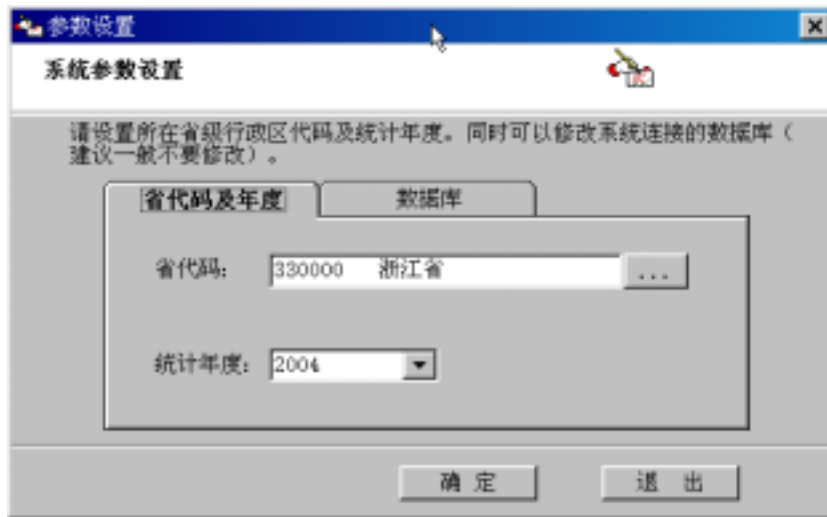 参数设置
系统参数设置
请设置所在省级行政区代码及统计年度。同时可以修改系统连接的数据库(
建议一般不要修改)。
省代码及年度 数据库
省代码: 330000 浙江省 ...
统计年度: 2004
确 定 退 出